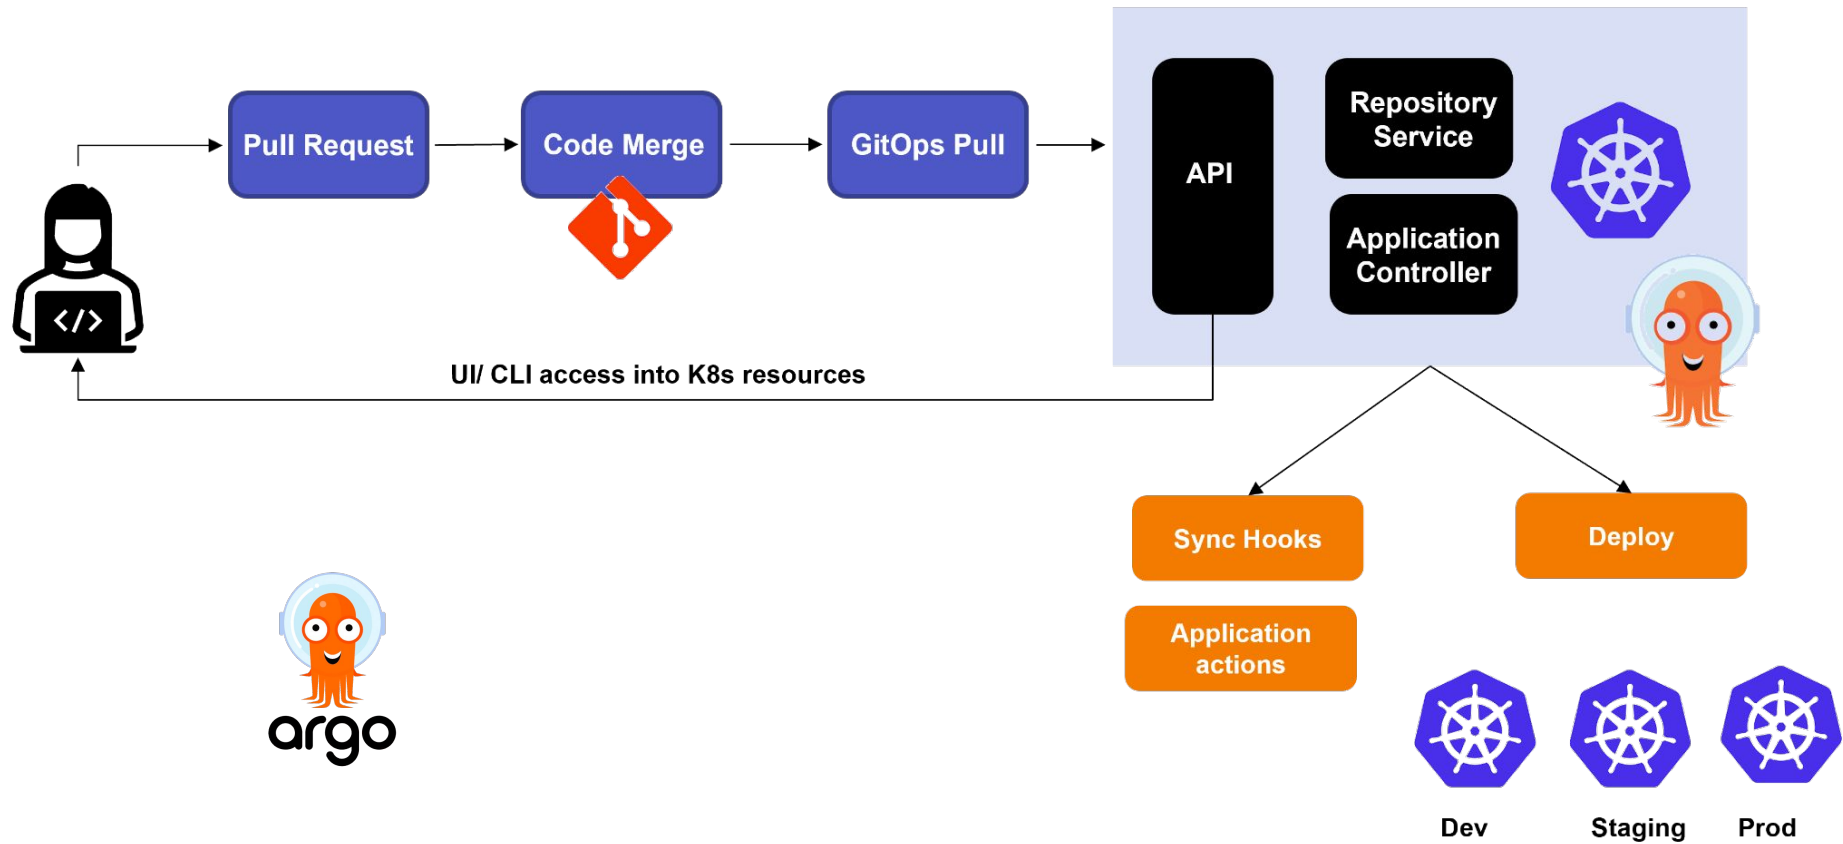 Pull Request
Code Merge
GitOps Pull
API
Repository
Service
Application
Controller
</>
UI/ CLI access into K8s resources
Sync Hooks
Deploy
Application
actions
argo
Dev
Staging
Prod